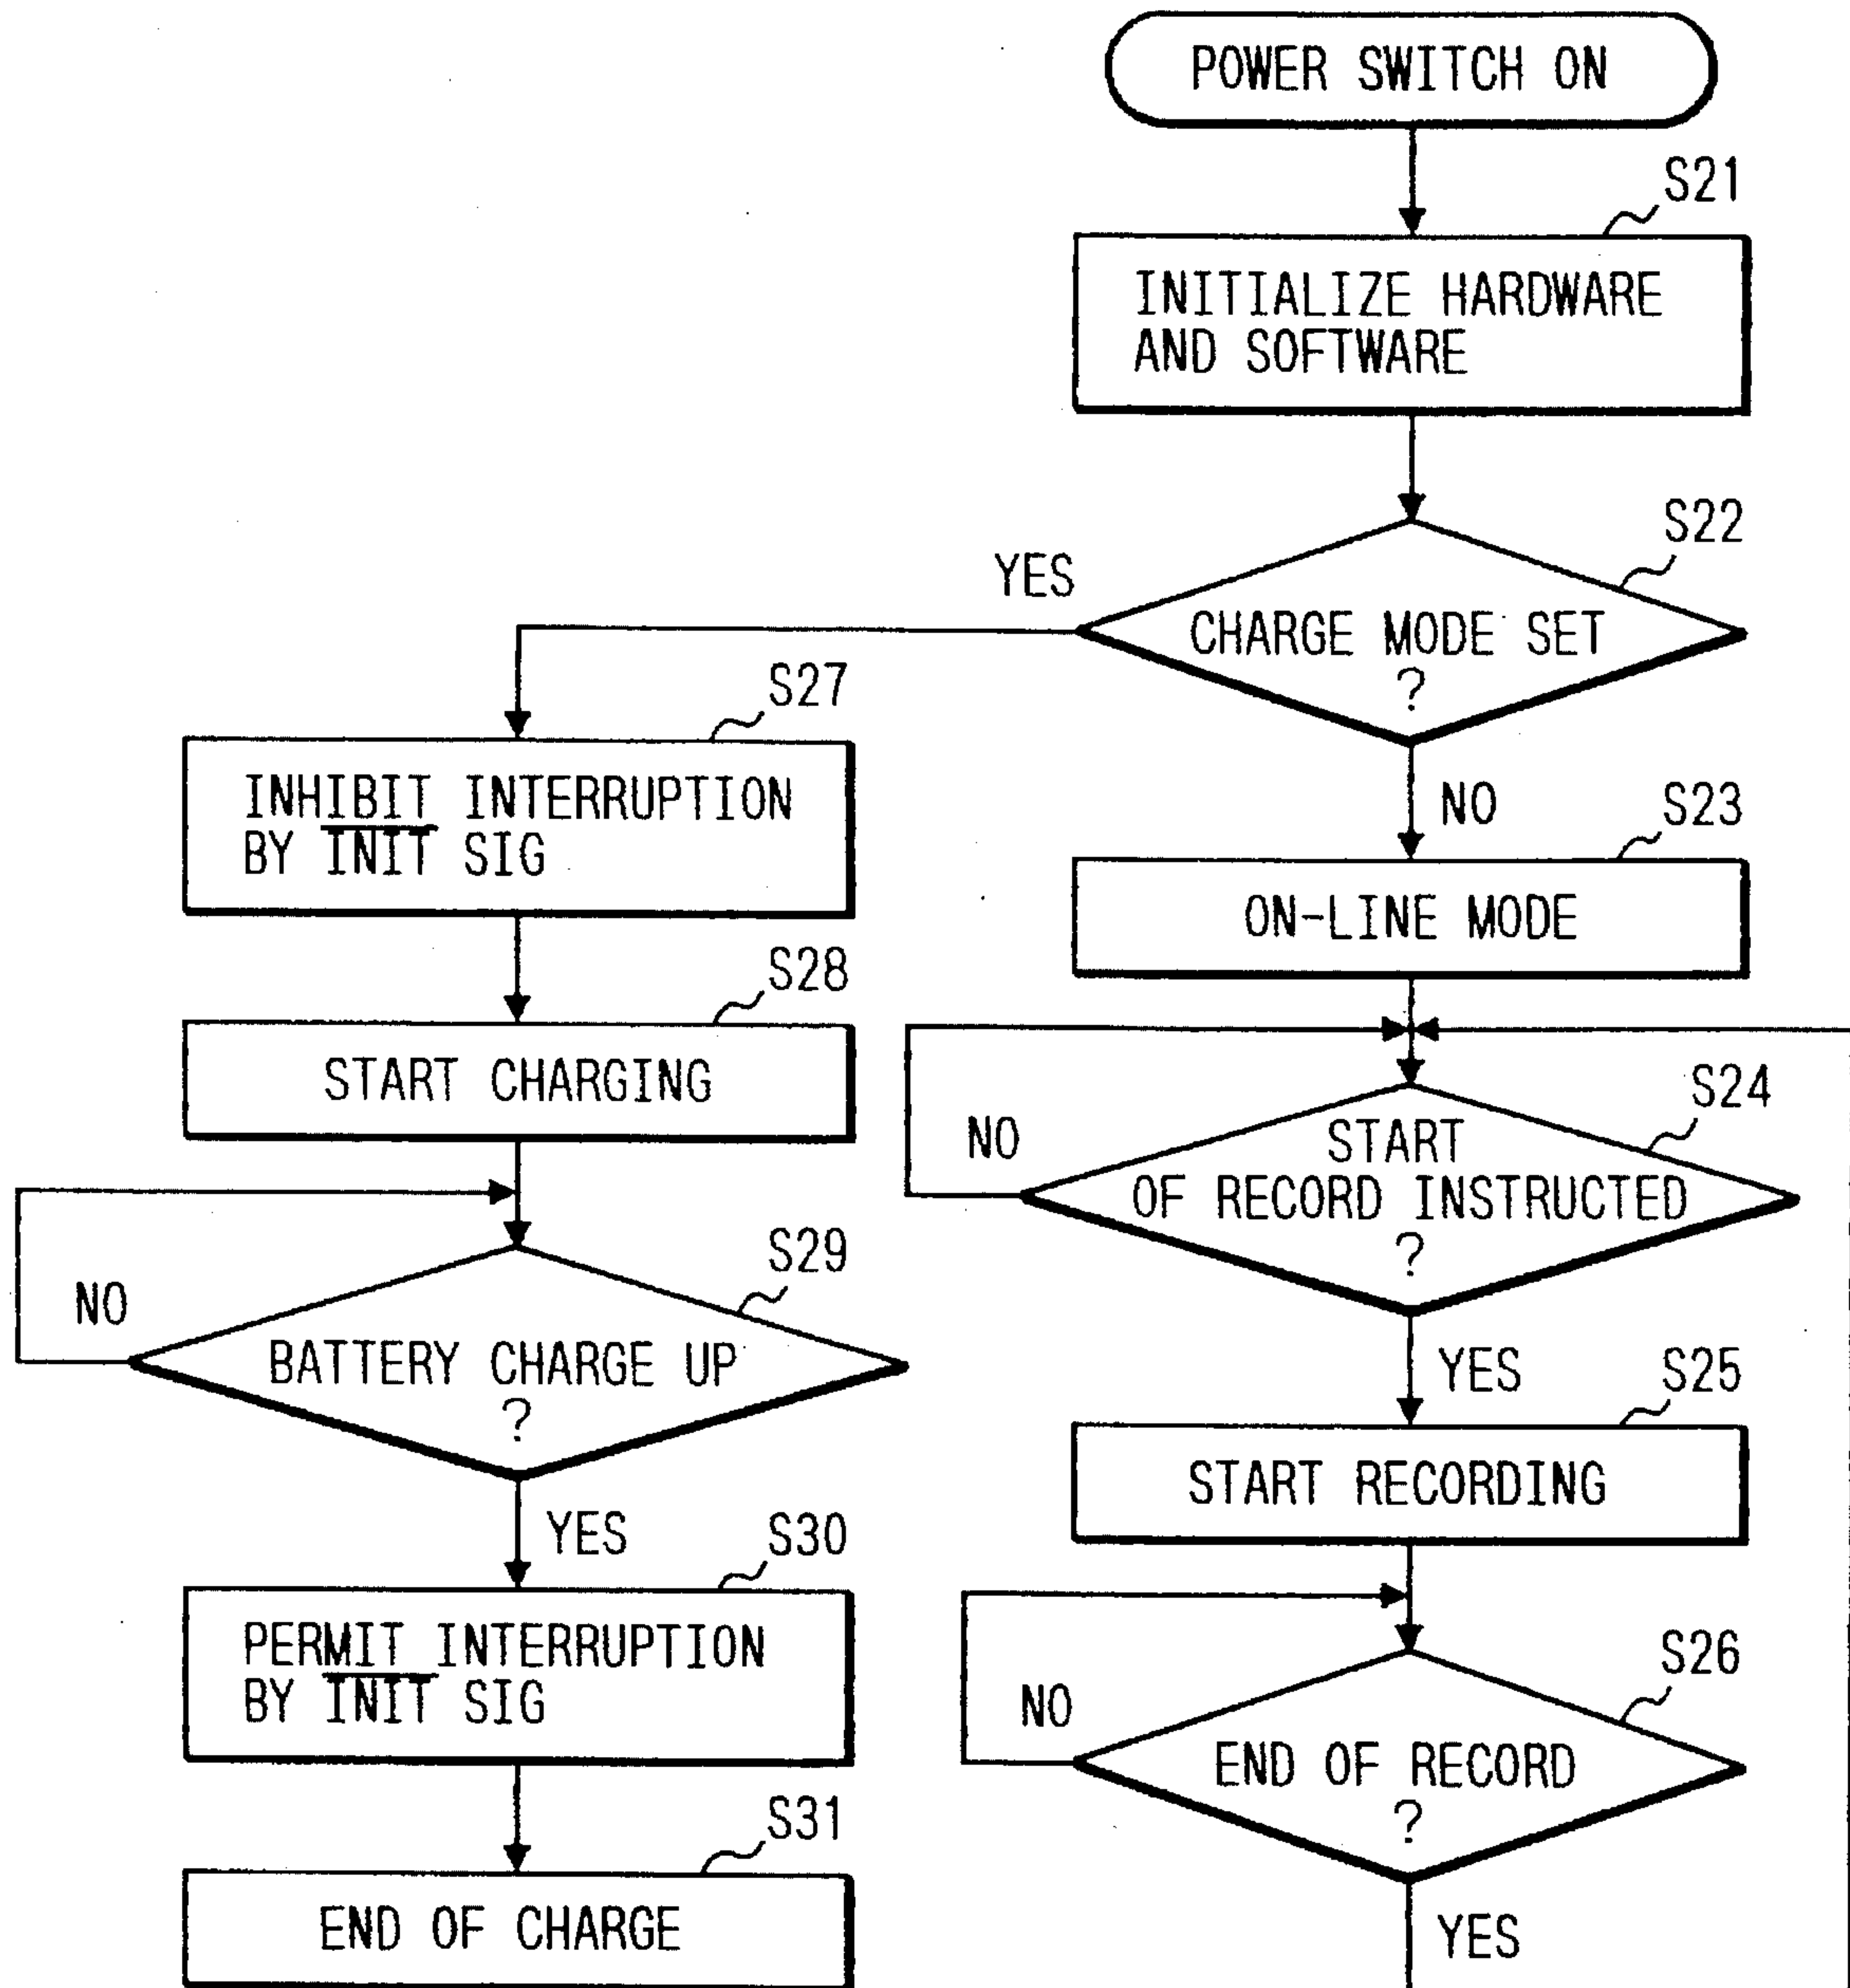 POWER SWITCH ON
S21
INITIALIZE HARDWARE
AND SOFTWARE
S22
YES
CHARGE MODE SET
?
NO
S27
INHIBIT INTERRUPTION
BY I̅N̅I̅T̅ SIG
S23
ON-LINE MODE
S28
START CHARGING
S24
NO
START
OF RECORD INSTRUCTED
?
S29
NO
BATTERY CHARGE UP
?
YES
S25
START RECORDING
YES
S30
PERMIT INTERRUPTION
BY I̅N̅I̅T̅ SIG
S26
NO
END OF RECORD
?
S31
END OF CHARGE
YES